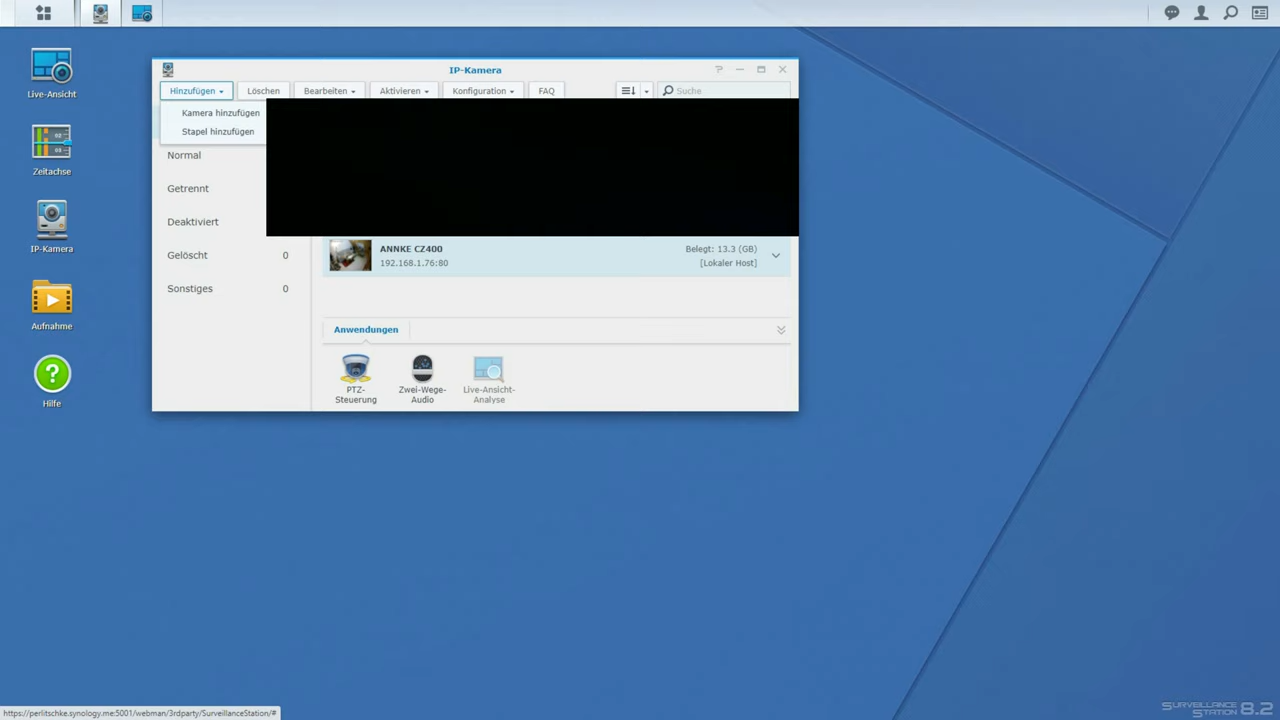 IP-Kamera
Hinzufügen
Löschen
Bearbeiten
Aktivieren
Konfiguration
FAQ
Suche
Kamera hinzufügen
Stapel hinzufügen
Normal
Getrennt
Deaktiviert
Gelöscht 0
Sonstiges 0
ANNKE CZ400
192.168.1.76:80
Belegt: 13.3 (GB)
[Lokaler Host]
Anwendungen
PTZ-
Steuerung
Zwei-Wege-
Audio
Live-Ansicht-
Analyse
Live-Ansicht
Zeitachse
IP-Kamera
Aufnahme
Hilfe
https://perlitschke.synology.me:5001/webman/3rdparty/SurveillanceStation/#
SURVEILLANCE
STATION 8.2